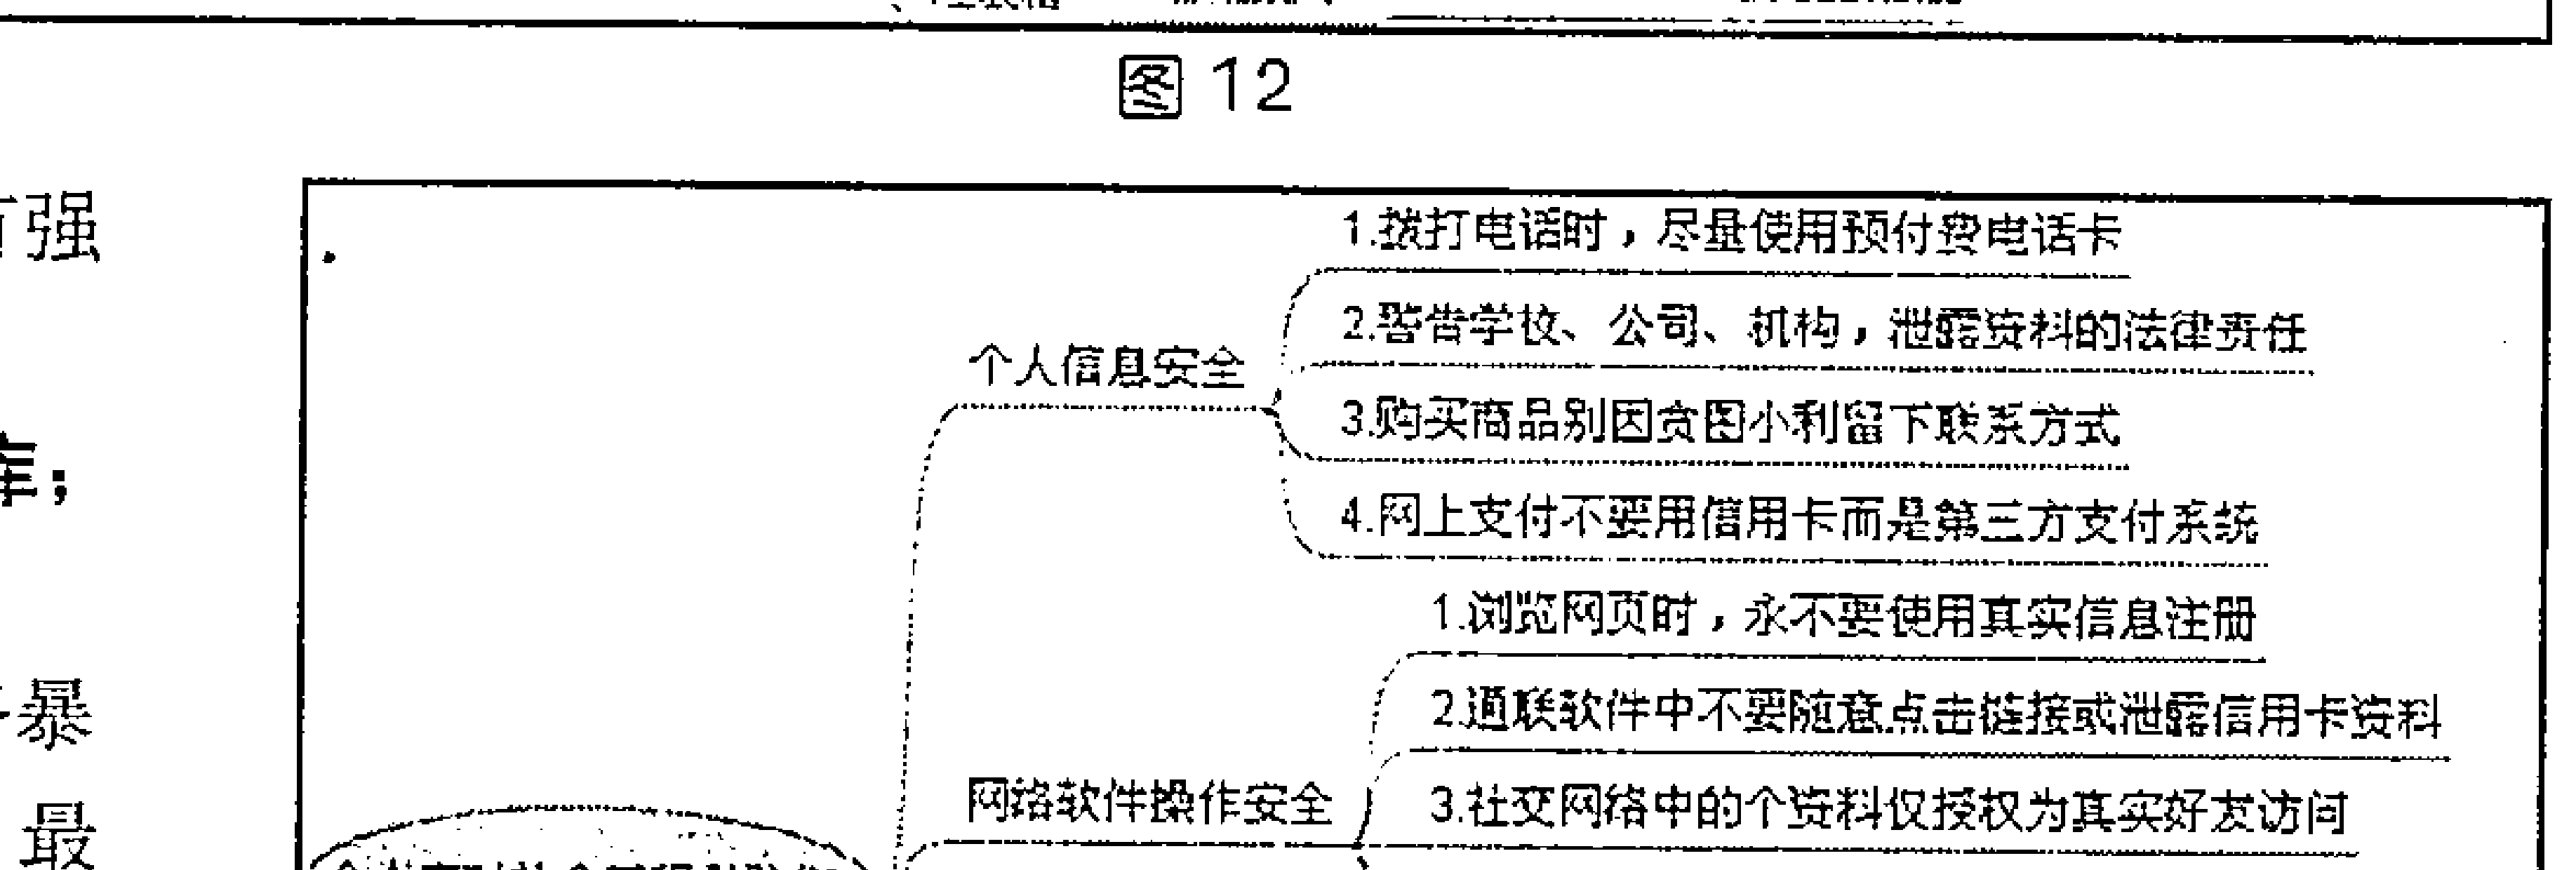 图 12
强
1.拨打电话时，尽量使用预付费电话卡
2.警告学校、公司、机构，泄露资料的法律责任
个人信息安全
3.购买商品别因贪图小利留下联系方式
；
4.网上支付不要用信用卡而是第三方支付系统
1.浏览网页时，永不要使用真实信息注册
暴
2.通联软件中不要随意点击链接或泄露信用卡资料
网络软件操作安全
3.社交网络中的个资料仅授权为真实好友访问
最